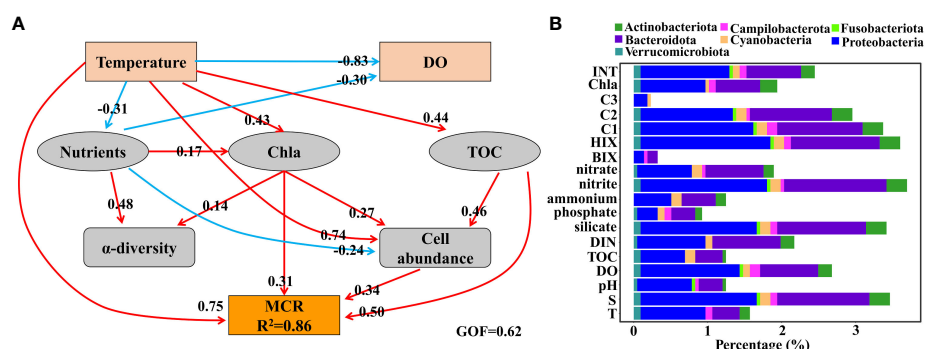 A
Temperature
DO
-0.83
-0.30
-0.31
0.43
0.44
Nutrients
0.17
Chla
TOC
0.48
0.14
0.27
0.46
0.74
-0.24
α-diversity
Cell
abundance
0.31
0.34
0.75
MCR
R²=0.86
0.50
GOF=0.62
B
Actinobacteriota Campilobacterota Fusobacteriota
Bacteroidota Cyanobacteria Proteobacteria
Verrucomicrobiota
INT
Chla
C3
C2
C1
HIX
BIX
nitrate
nitrite
ammonium
phosphate
silicate
DIN
TOC
DO
pH
S
T
0 1 2 3
Percentage (%)